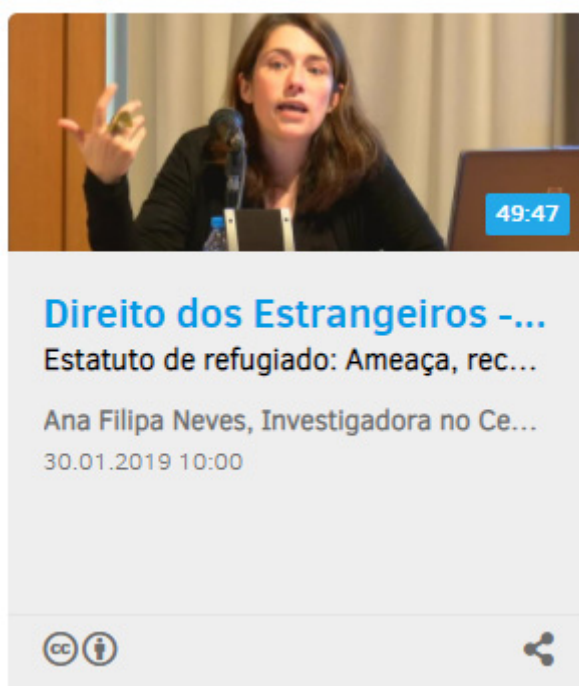 49:47
Direito dos Estrangeiros -...
Estatuto de refugiado: Ameaça, rec...
Ana Filipa Neves, Investigadora no Ce...
30.01.2019 10:00
cc